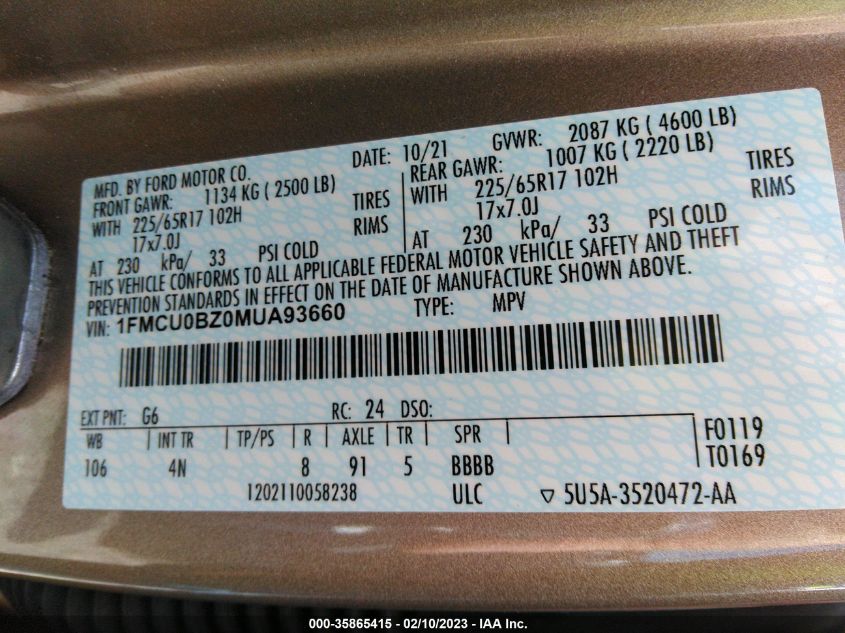 MFD. BY FORD MOTOR CO. DATE: 10/21 GVWR: 2087 KG ( 4600 LB)
FRONT GAWR: 1134 KG ( 2500 LB) REAR GAWR: 1007 KG ( 2220 LB)
WITH 225/65R17 102H TIRES WITH 225/65R17 102H TIRES
17x7.0J RIMS 17x7.0J RIMS
AT 230 kPa/ 33 PSI COLD AT 230 kPa/ 33 PSI COLD
THIS VEHICLE CONFORMS TO ALL APPLICABLE FEDERAL MOTOR VEHICLE SAFETY AND THEFT
PREVENTION STANDARDS IN EFFECT ON THE DATE OF MANUFACTURE SHOWN ABOVE.
VIN: 1FMCU0BZ0MUA93660 TYPE: MPV
EXT PNT: G6 RC: 24 DSO:
WB INT TR TP/PS R AXLE TR SPR F0119
106 4N 8 91 5 BBBB T0169
1202110058238 ULC ▽ 5U5A-3520472-AA
000-35865415 - 02/10/2023 - IAA Inc.